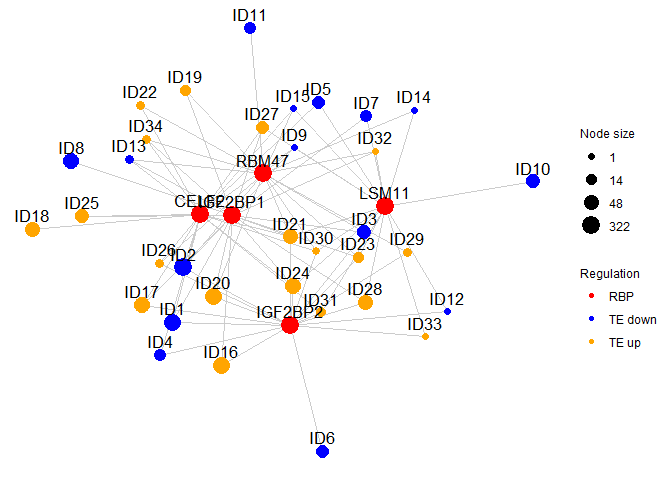 ID11
ID19
ID22
ID15
ID5
ID7
ID14
ID27
ID34
ID9
ID32
ID13
ID8
RBM47
ID10
LSM11
IGF2BP1
ID25
ID18
ID21
ID3
ID30
ID23
ID29
ID26
ID2
ID24
ID20
ID17
ID28
ID31
ID12
ID1
IGF2BP2
ID33
ID4
ID16
ID6
Node size
1
14
48
322
Regulation
RBP
TE down
TE up